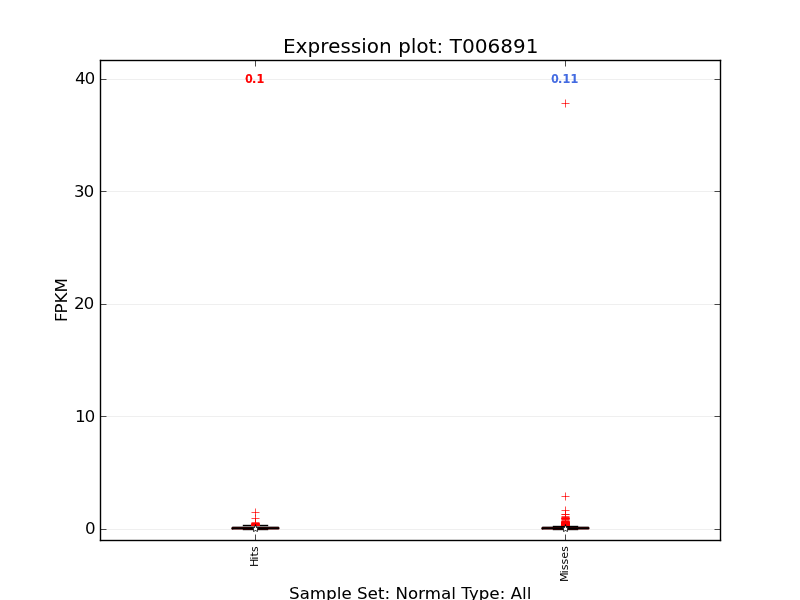 Expression plot: T006891
40
0.1
0.11
30
FPKM
20
10
0
Hits
Misses
Sample Set: Normal Type: All